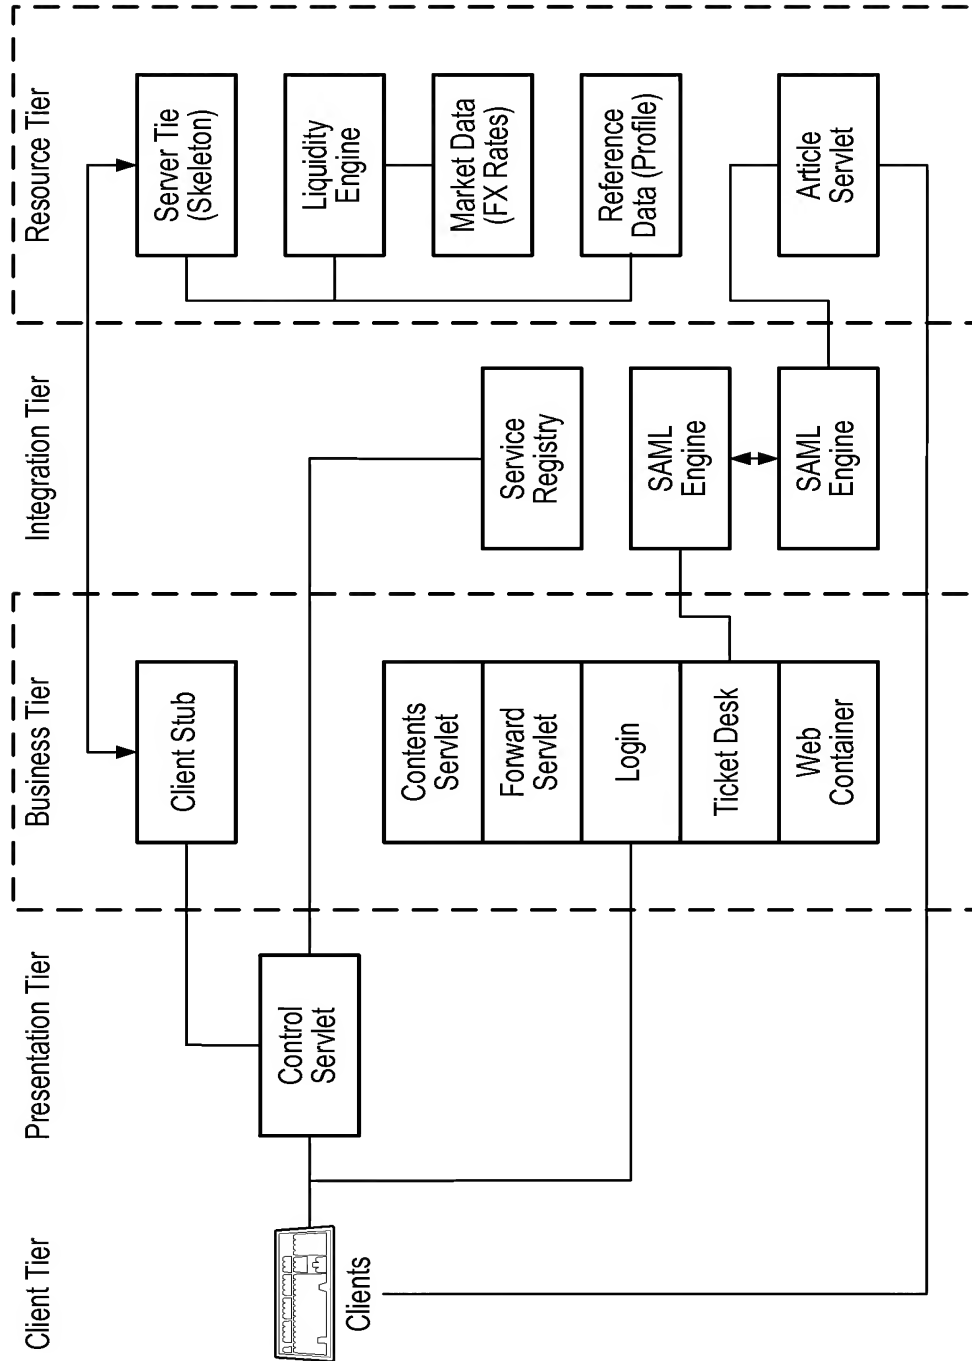 Client Tier
Presentation Tier
Business Tier
Integration Tier
Resource Tier
Client Stub
Server Tie
(Skeleton)
Control
Servlet
Liquidity
Engine
Clients
Contents
Servlet
Market Data
(FX Rates)
Forward
Servlet
Service
Registry
Login
Reference
Data (Profile)
Ticket Desk
SAML
Engine
Web
Container
SAML
Engine
Article
Servlet